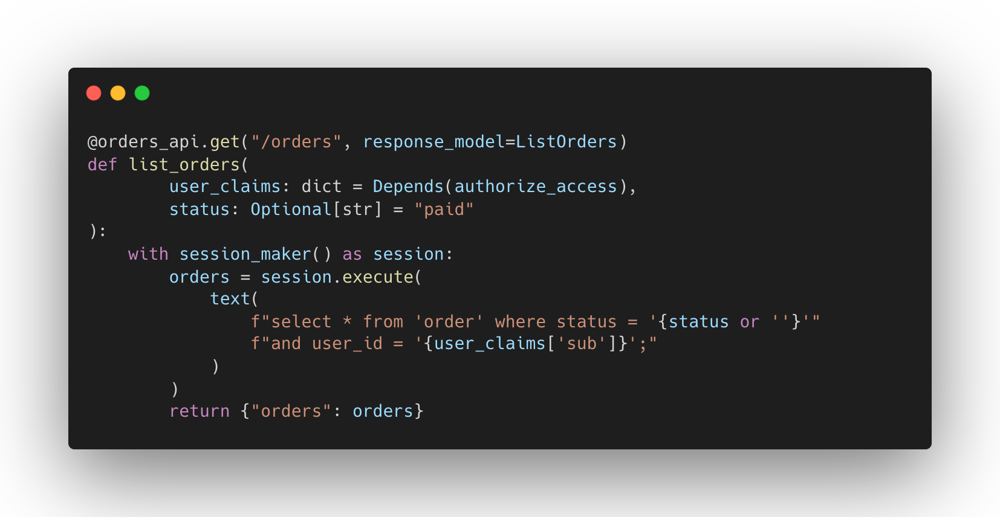 @orders_api.get("/orders", response_model=ListOrders)
def list_orders(
        user_claims: dict = Depends(authorize_access),
        status: Optional[str] = "paid"
):
    with session_maker() as session:
        orders = session.execute(
            text(
                f"select * from 'order' where status = '{status or ''}'"
                f"and user_id = '{user_claims['sub']}';"
            )
        )
        return {"orders": orders}